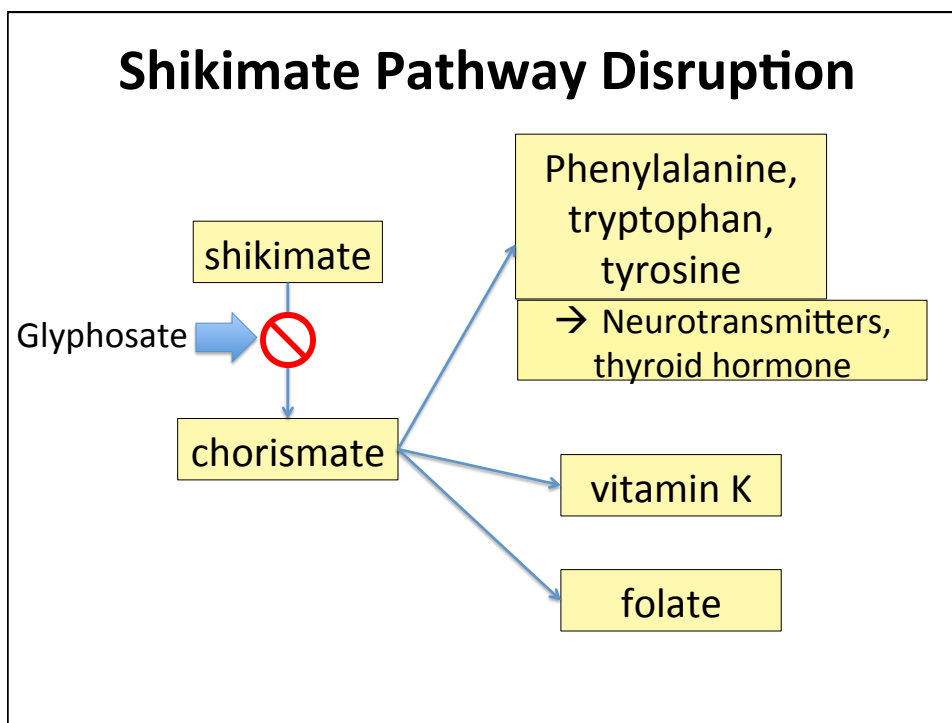 Shikimate Pathway Disruption
Phenylalanine,
tryptophan,
tyrosine
→ Neurotransmitters,
thyroid hormone
shikimate
Glyphosate
chorismate
vitamin K
folate